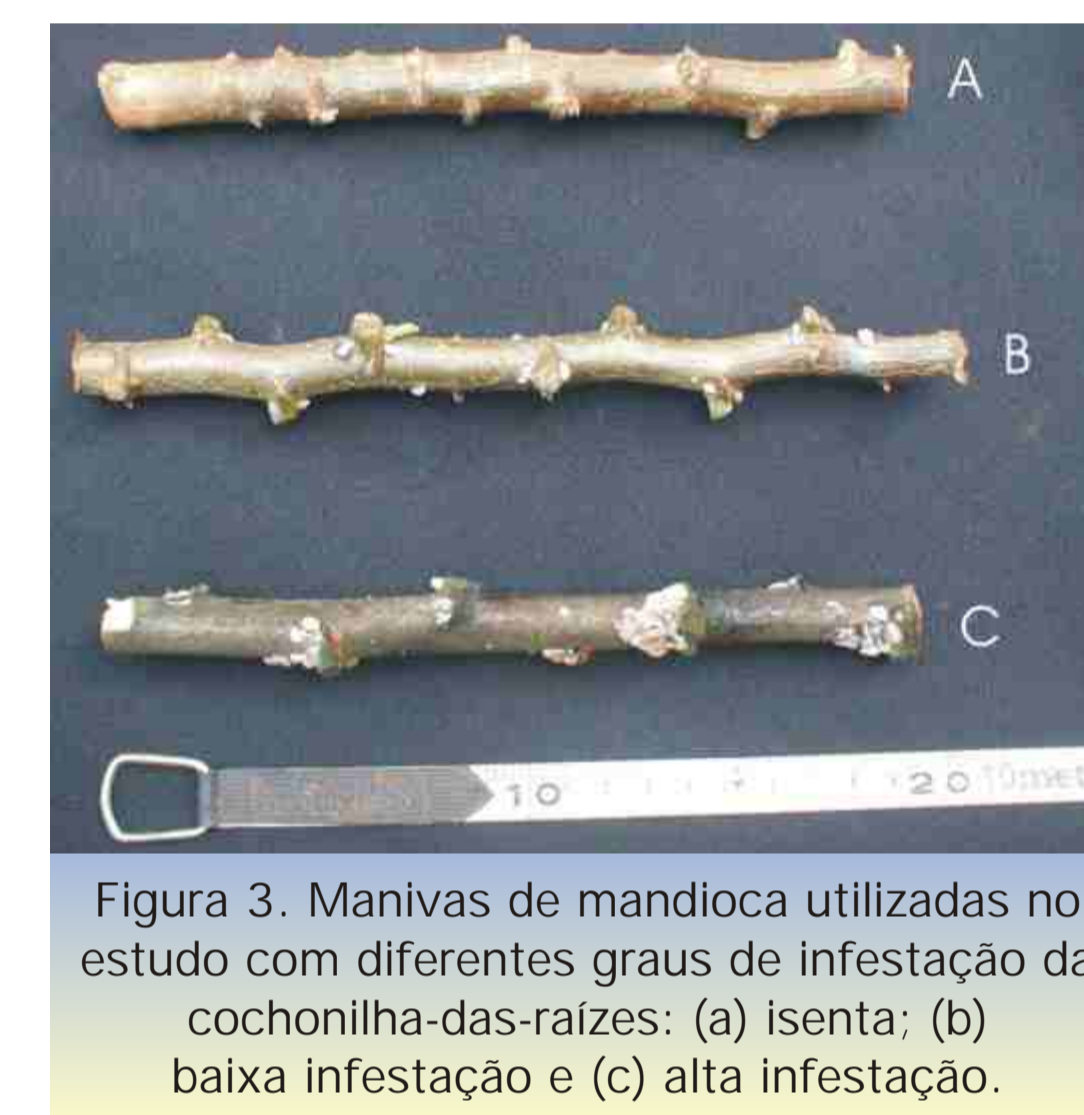 A
B
C
10 20 10met
Figura 3. Manivas de mandioca utilizadas no
estudo com diferentes graus de infestação da
cochonilha-das-raízes: (a) isenta; (b)
baixa infestação e (c) alta infestação.